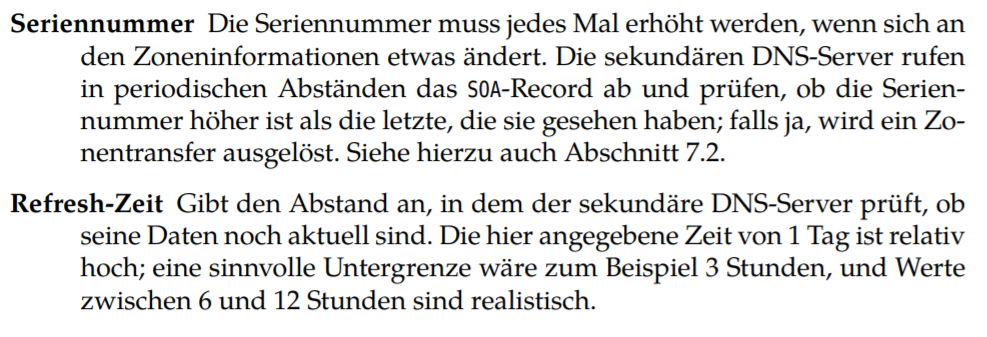 Seriennummer Die Seriennummer muss jedes Mal erhöht werden, wenn sich an
den Zoneninformationen etwas ändert. Die sekundären DNS-Server rufen
in periodischen Abständen das SOA-Record ab und prüfen, ob die Serien-
nummer höher ist als die letzte, die sie gesehen haben; falls ja, wird ein Zo-
nentransfer ausgelöst. Siehe hierzu auch Abschnitt 7.2.
Refresh-Zeit Gibt den Abstand an, in dem der sekundäre DNS-Server prüft, ob
seine Daten noch aktuell sind. Die hier angegebene Zeit von 1 Tag ist relativ
hoch; eine sinnvolle Untergrenze wäre zum Beispiel 3 Stunden, und Werte
zwischen 6 und 12 Stunden sind realistisch.